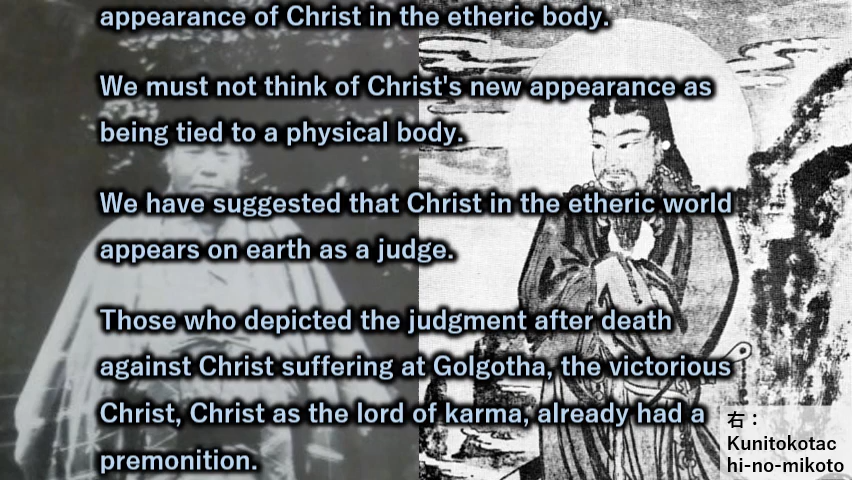 appearance of Christ in the etheric body.
We must not think of Christ's new appearance as
being tied to a physical body.
We have suggested that Christ in the etheric world
appears on earth as a judge.
Those who depicted the judgment after death
against Christ suffering at Golgotha, the victorious
Christ, Christ as the lord of karma, already had a
premonition.
右：
Kunitokotac
hi-no-mikoto